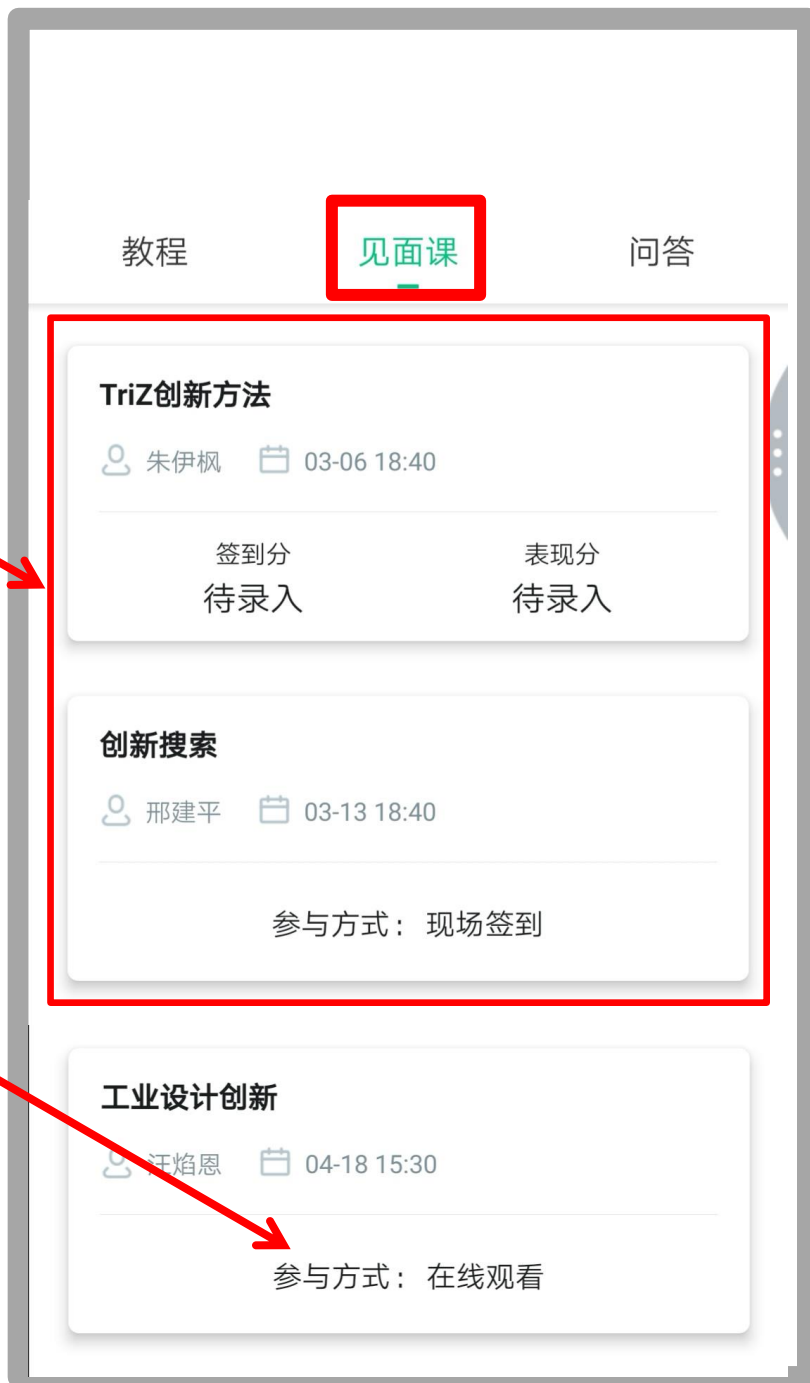 教程 见面课 问答
TriZ创新方法
朱伊枫 03-06 18:40
签到分 表现分
待录入 待录入
创新搜索
邢建平 03-13 18:40
参与方式： 现场签到
工业设计创新
汪焰恩 04-18 15:30
参与方式： 在线观看